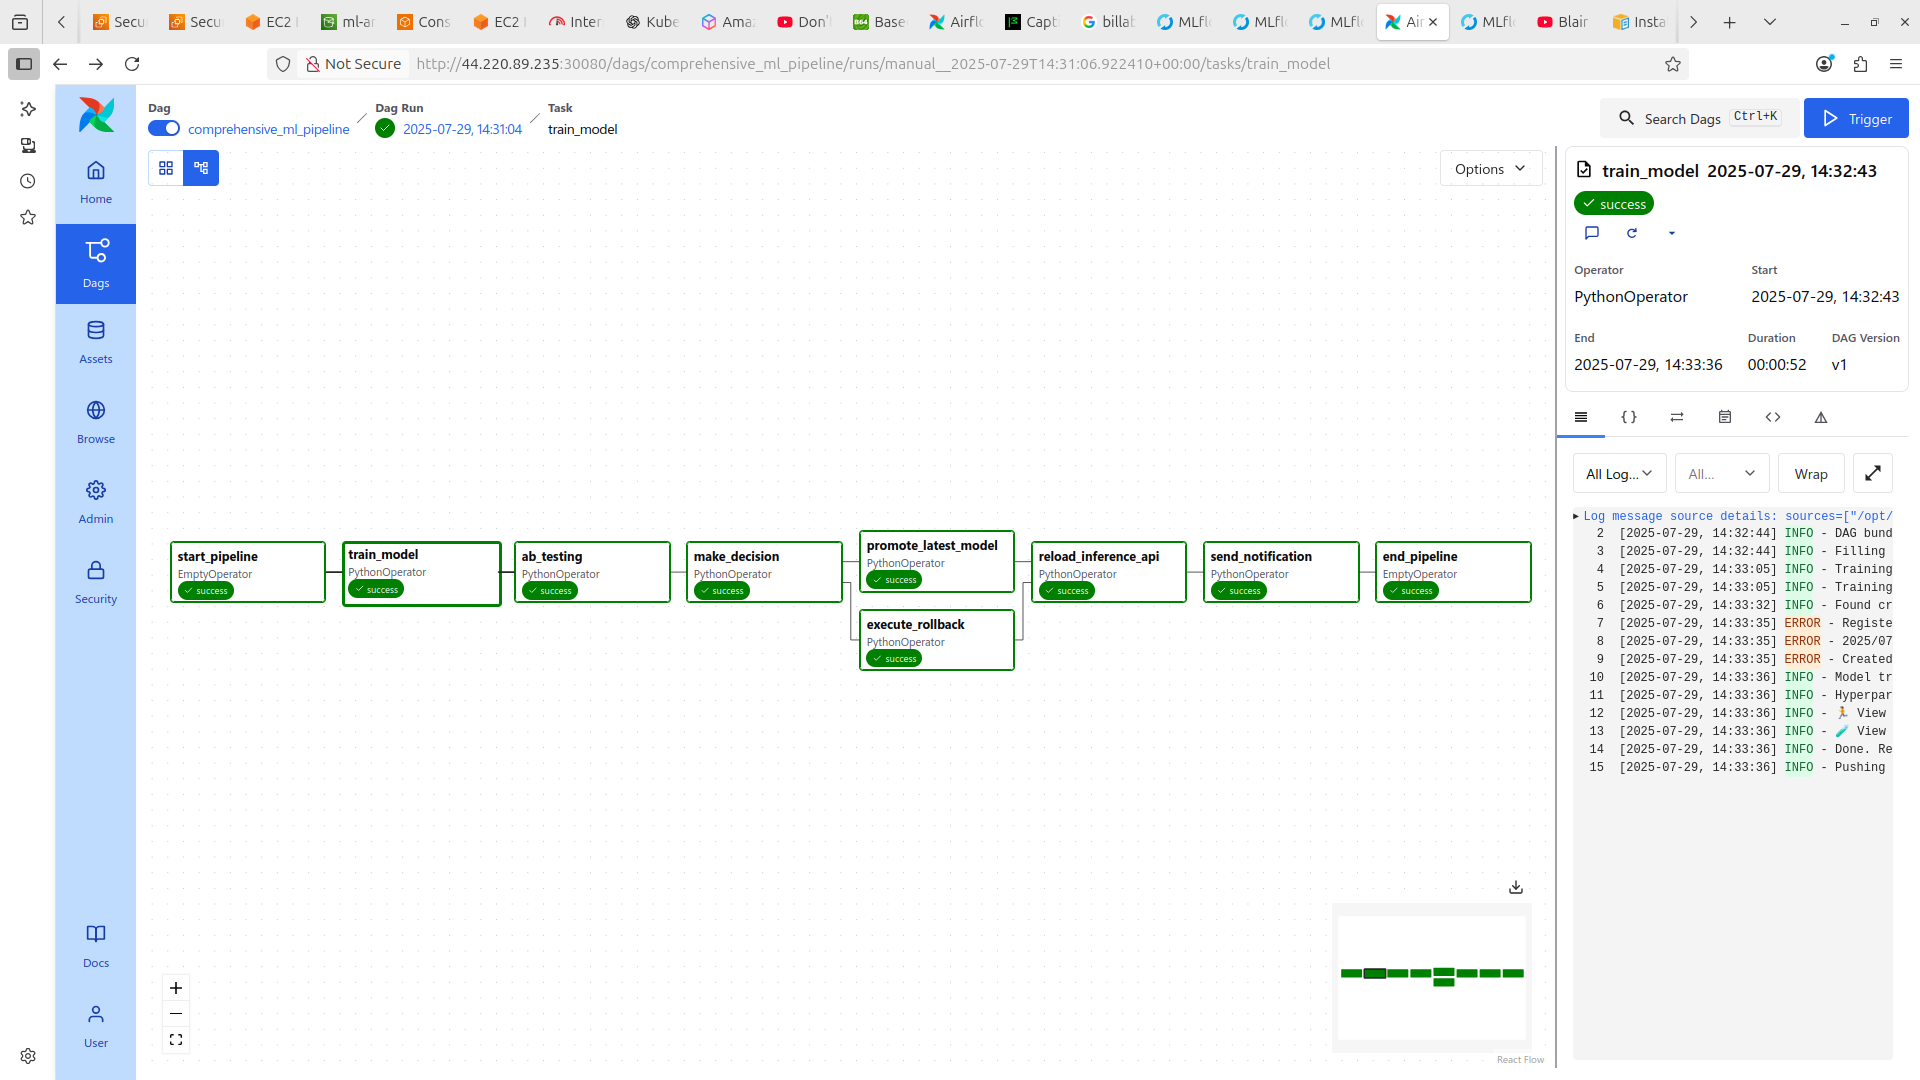 Secu
Secu
EC2 I
ml-ar
Cons
EC2 I
Inter
Kube
Ama
Don'
Base
Airfl
Capt
billab
MLfl
MLfl
MLfl
Air
MLfl
Blair
Insta
Not Secure
http://44.220.89.235:30080/dags/comprehensive_ml_pipeline/runs/manual__2025-07-29T14:31:06.922410+00:00/tasks/train_model
Dag
comprehensive_ml_pipeline
/
Dag Run
2025-07-29, 14:31:04
/
Task
train_model
Search Dags Ctrl+K
Trigger
Home
Dags
Assets
Browse
Admin
Security
Docs
User
Options
start_pipeline
EmptyOperator
success
train_model
PythonOperator
success
ab_testing
PythonOperator
success
make_decision
PythonOperator
success
promote_latest_model
PythonOperator
success
execute_rollback
PythonOperator
success
reload_inference_api
PythonOperator
success
send_notification
PythonOperator
success
end_pipeline
EmptyOperator
success
React Flow
train_model 2025-07-29, 14:32:43
success
Operator
PythonOperator
Start
2025-07-29, 14:32:43
End
2025-07-29, 14:33:36
Duration
00:00:52
DAG Version
v1
All Log...
All...
Wrap
Log message source details: sources=["/opt/
2 [2025-07-29, 14:32:44] INFO - DAG bund
3 [2025-07-29, 14:32:44] INFO - Filling
4 [2025-07-29, 14:33:05] INFO - Training
5 [2025-07-29, 14:33:05] INFO - Training
6 [2025-07-29, 14:33:32] INFO - Found cr
7 [2025-07-29, 14:33:35] ERROR - Registe
8 [2025-07-29, 14:33:35] ERROR - 2025/07
9 [2025-07-29, 14:33:35] ERROR - Created
10 [2025-07-29, 14:33:36] INFO - Model tr
11 [2025-07-29, 14:33:36] INFO - Hyperpar
12 [2025-07-29, 14:33:36] INFO - 🏃 View
13 [2025-07-29, 14:33:36] INFO - 🧪 View
14 [2025-07-29, 14:33:36] INFO - Done. Re
15 [2025-07-29, 14:33:36] INFO - Pushing